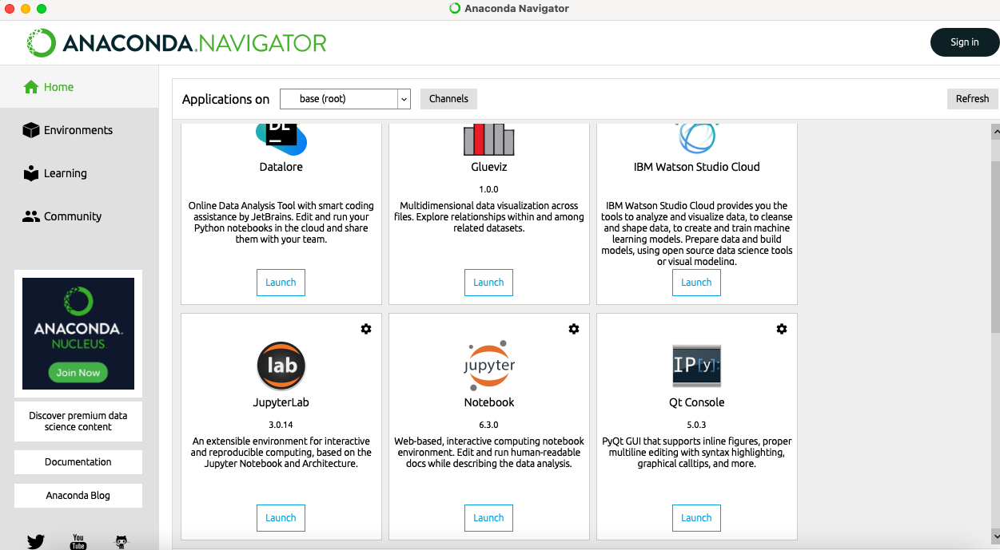 Anaconda Navigator
ANACONDA.NAVIGATOR
Sign in
Home
Environments
Learning
Community
ANACONDA.
NUCLEUS
Join Now
Discover premium data
science content
Documentation
Anaconda Blog
You
Tube
Applications on
base (root)
Channels
Refresh
DL
Datalore
Online Data Analysis Tool with smart coding
assistance by JetBrains. Edit and run your
Python notebooks in the cloud and share
them with your team.
Launch
Glueviz
1.0.0
Multidimensional data visualization across
files. Explore relationships within and among
related datasets.
Launch
IBM Watson Studio Cloud
IBM Watson Studio Cloud provides you the
tools to analyze and visualize data, to cleanse
and shape data, to create and train machine
learning models. Prepare data and build
models, using open source data science tools
or visual modeling.
Launch
lab
JupyterLab
3.0.14
An extensible environment for interactive
and reproducible computing, based on the
Jupyter Notebook and Architecture.
Launch
jupyter
Notebook
6.3.0
Web-based, interactive computing notebook
environment. Edit and run human-readable
docs while describing the data analysis.
Launch
IP[y]:
Qt Console
5.0.3
PyQt GUI that supports inline figures, proper
multiline editing with syntax highlighting,
graphical calltips, and more.
Launch